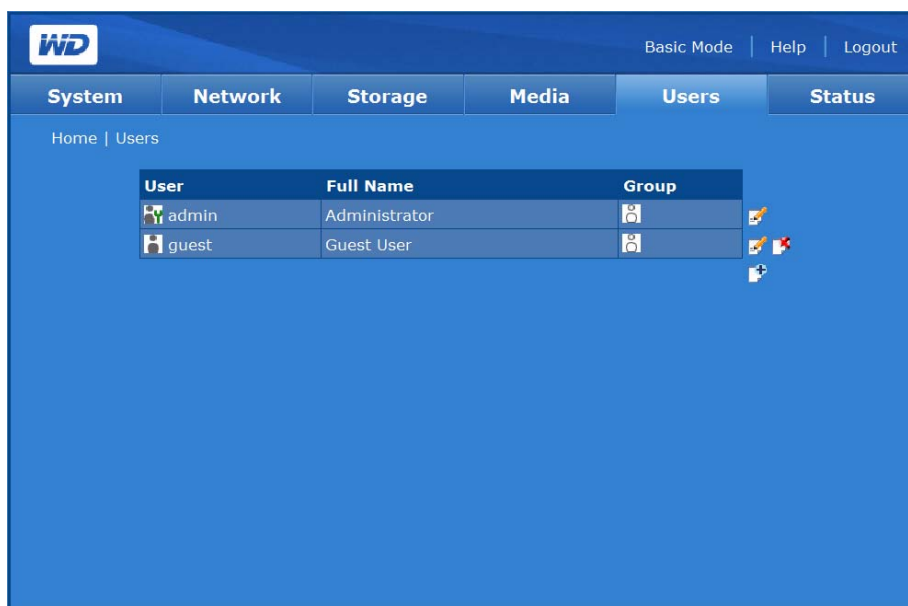 WD
Basic Mode | Help | Logout
System Network Storage Media Users Status
Home | Users
User Full Name Group
admin Administrator
guest Guest User